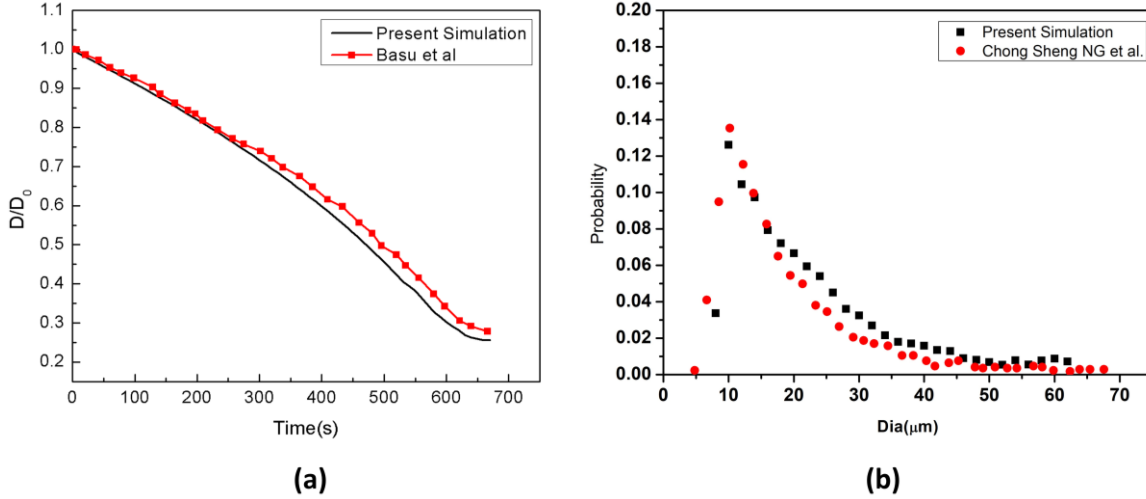 Present Simulation
Basu et al
1.0
0.9
0.8
0.7
0.6
0.5
0.4
0.3
0.2
D/D0
0 100 200 300 400 500 600 700
Time(s)
(a)
Present Simulation
Chong Sheng NG et al.
0.20
0.18
0.16
0.14
0.12
0.10
0.08
0.06
0.04
0.02
0.00
Probability
0 10 20 30 40 50 60 70
Dia(μm)
(b)